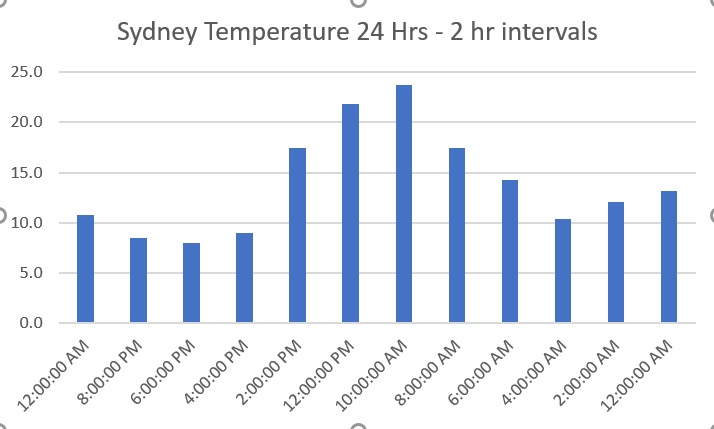 Sydney Temperature 24 Hrs - 2 hr intervals
25.0
20.0
15.0
10.0
5.0
0.0
12:00:00 AM
8:00:00 PM
6:00:00 PM
4:00:00 PM
2:00:00 PM
12:00:00 PM
10:00:00 AM
8:00:00 AM
6:00:00 AM
4:00:00 AM
2:00:00 AM
12:00:00 AM